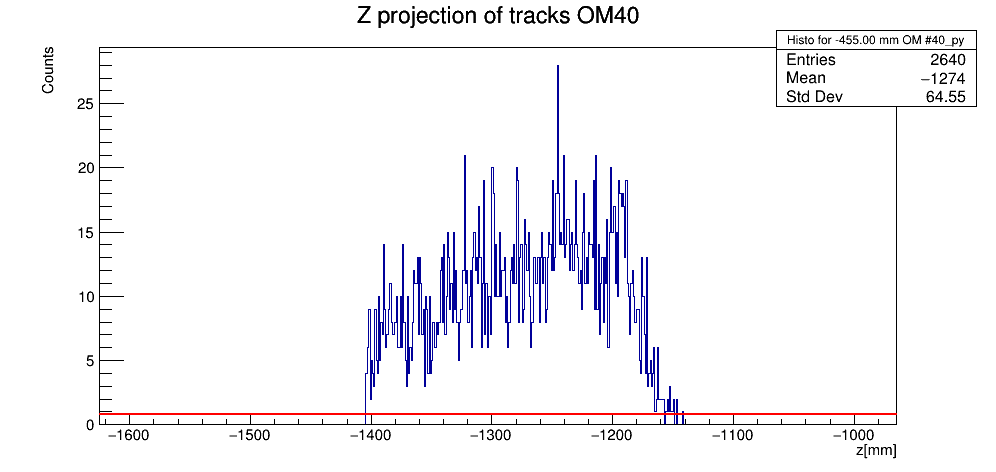 Z projection of tracks OM40
Histo for -455.00 mm OM #40_py
Entries 2640
Mean −1274
Std Dev 64.55
Counts
25
20
15
10
5
0
−1600 −1500 −1400 −1300 −1200 −1100 −1000
z[mm]